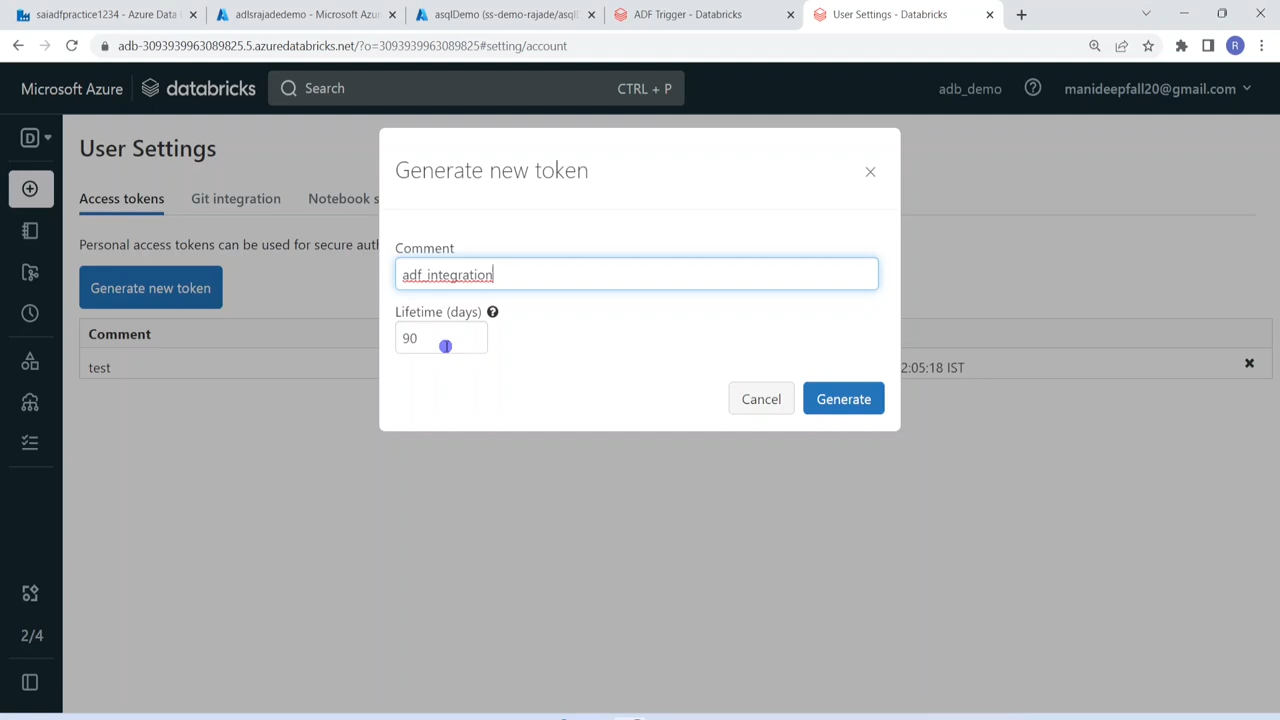 saiadfpractice1234 - Azure Data
adlsrajadedemo - Microsoft Azu
asqlDemo (ss-demo-rajade/asqlD
ADF Trigger - Databricks
User Settings - Databricks
adb-3093939963089825.5.azuredatabricks.net/?o=3093939963089825#setting/account
R
Microsoft Azure
databricks
Search
CTRL + P
adb_demo
manideepfall20@gmail.com
D
User Settings
Generate new token
Access tokens
Git integration
Notebook s
Personal access tokens can be used for secure aut
Comment
adf_integration
Generate new token
Lifetime (days)
90
Comment
test
2:05:18 IST
Cancel
Generate
2/4